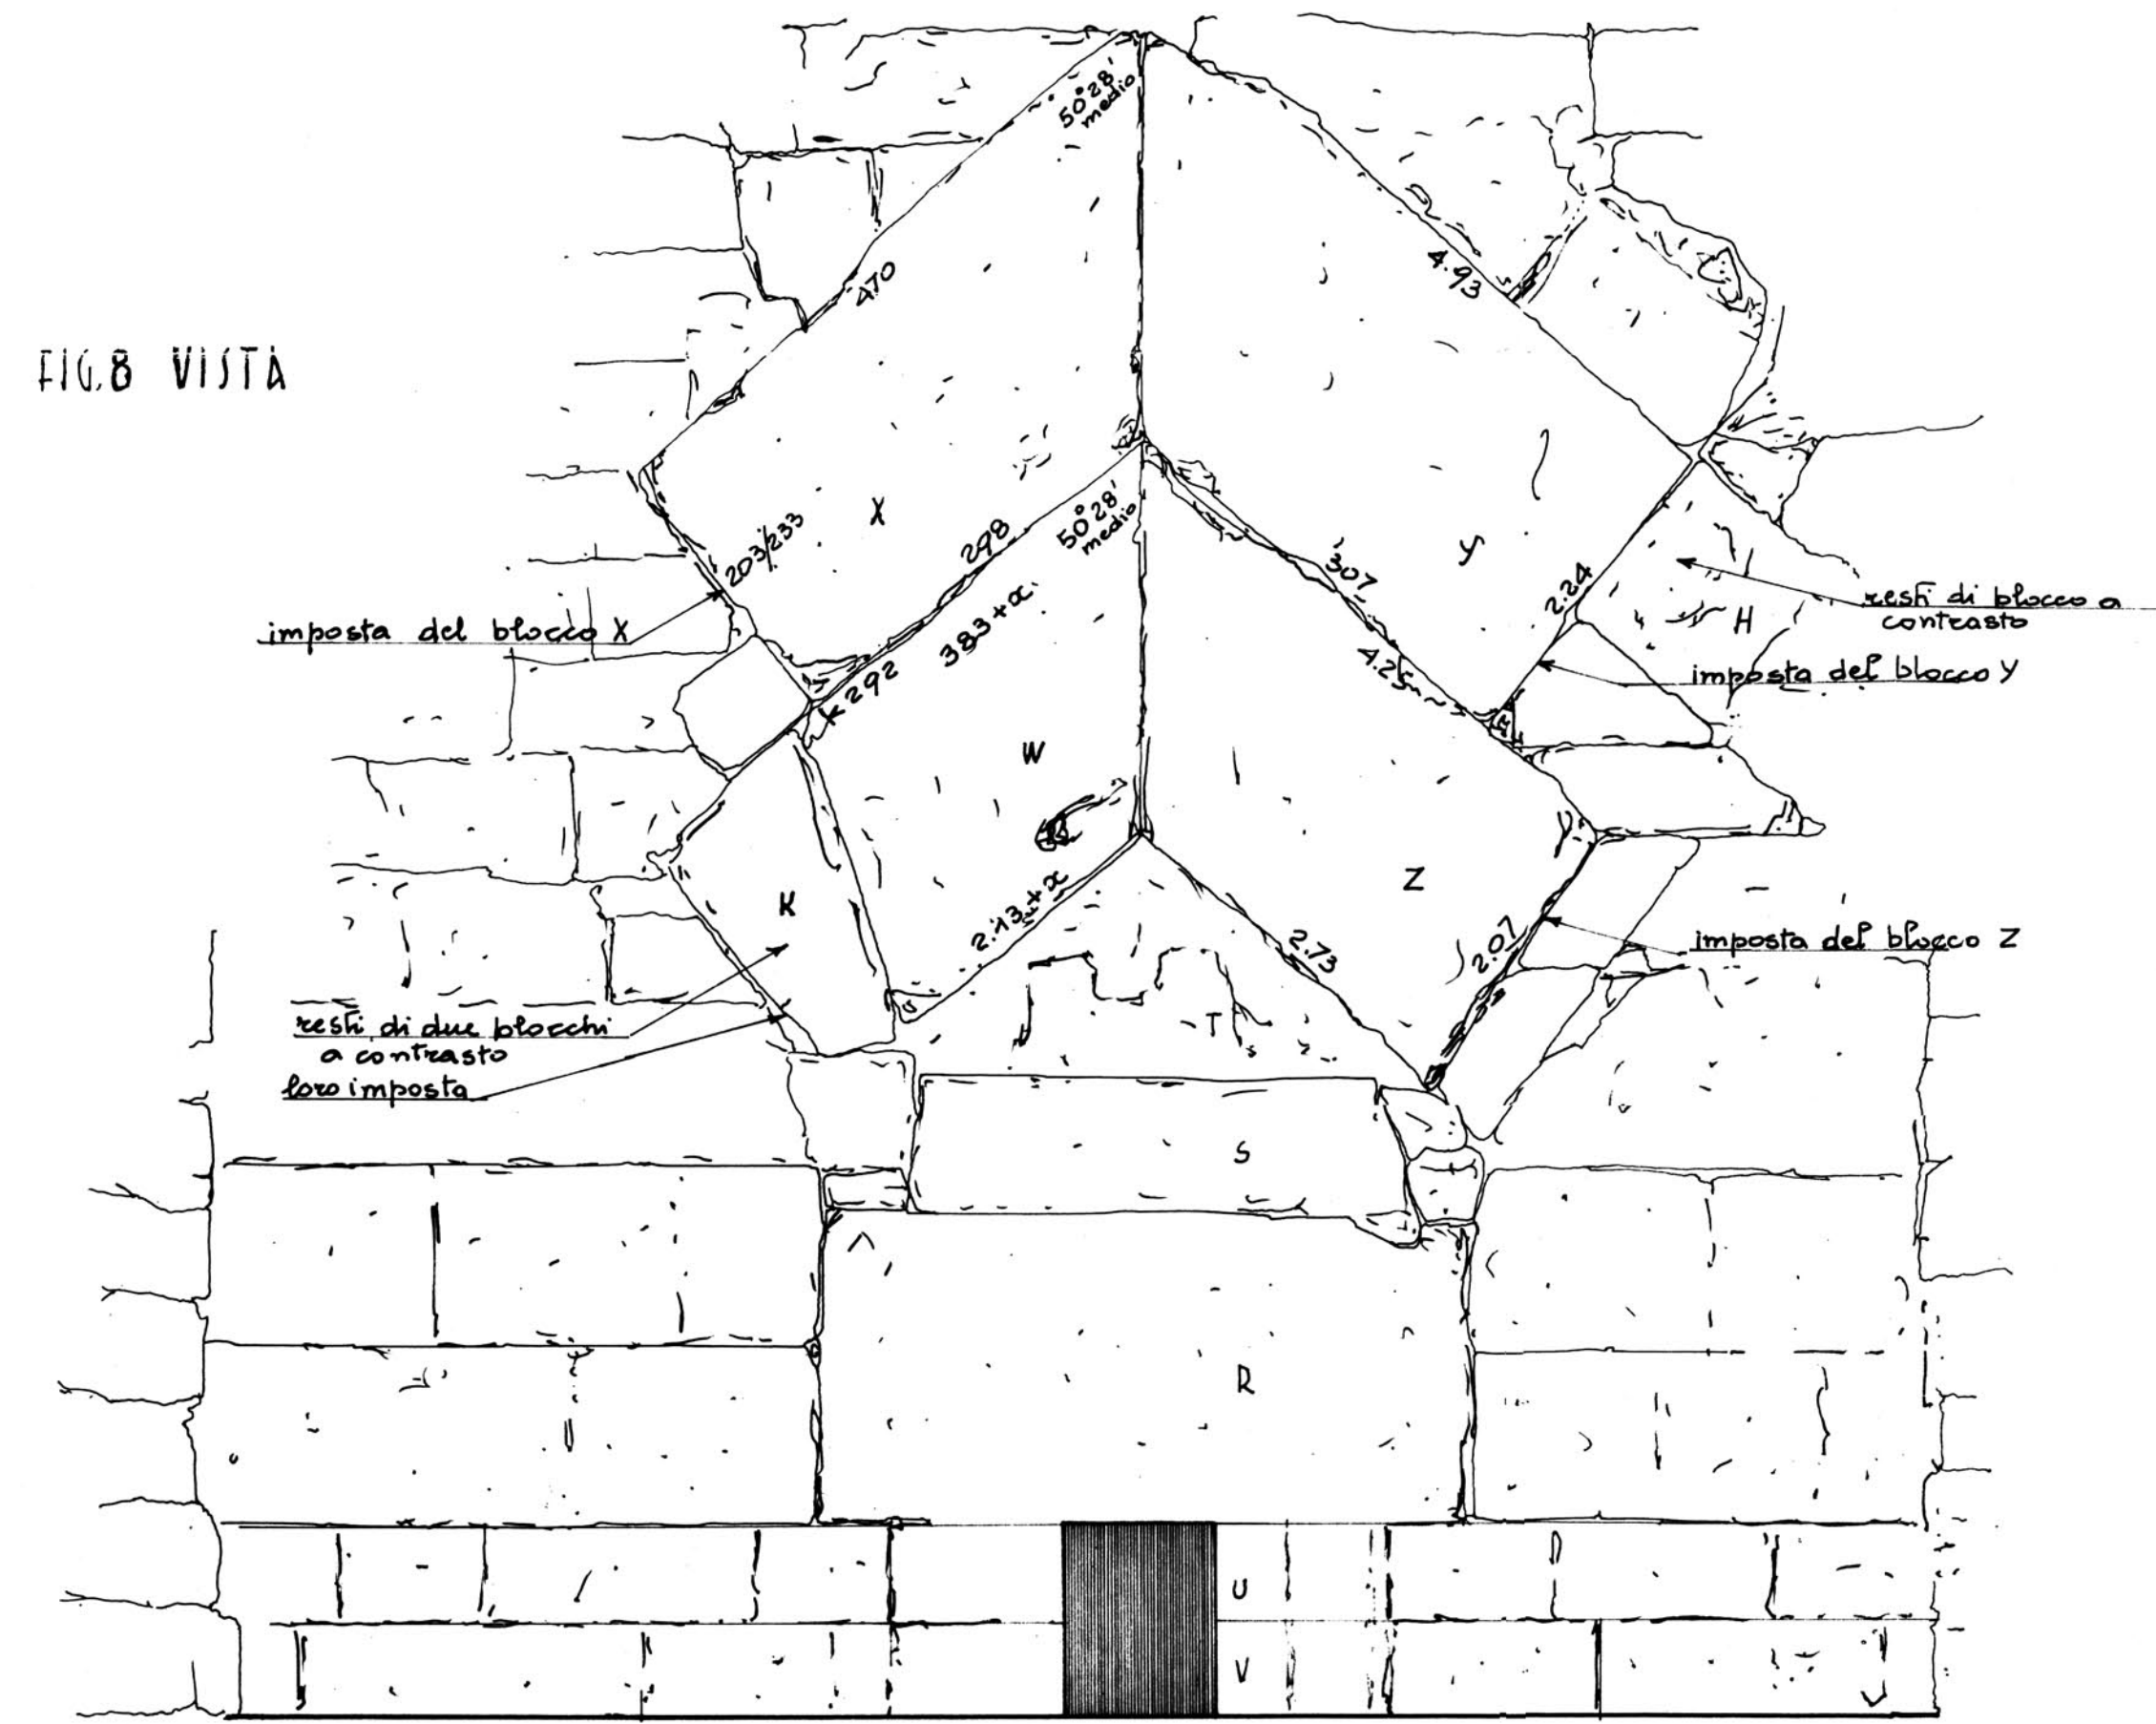 FIG.8 VISTA
50°28'
medio
470
4.93
X
203/233
298
50°28'
medio
307
Y
2.24
imposta del blocco X
383+x
292
4.25
resti di blocco a
contrasto
H
imposta del blocco Y
W
K
Z
2.13+x
2.73
2.07
imposta del blocco Z
resti di due blocchi
a contrasto
loro imposta
T
S
R
U
V